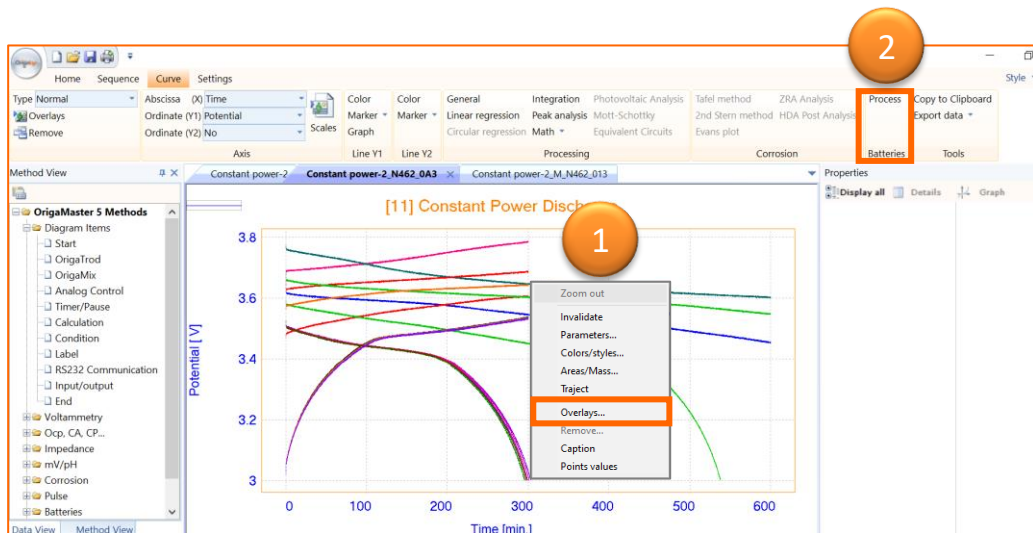 2
Home Sequence Curve Settings
Style
Type Normal Abscissa (X) Time Color Color General Integration Photovoltaic Analysis Tafel method ZRA Analysis Process Copy to Clipboard
Overlays Ordinate (Y1) Potential Scales Marker Marker Linear regression Peak analysis Mott-Schottky 2nd Stern method HDA Post Analysis Export data
Remove Ordinate (Y2) No Graph Circular regression Math Equivalent Circuits Evans plot
Axis Line Y1 Line Y2 Processing Corrosion Batteries Tools
Method View
Constant power-2 Constant power-2_N462_0A3 Constant power-2_M_N462_013
Properties
Display all Details Graph
OrigaMaster 5 Methods
Diagram Items
Start
OrigaTrod
OrigaMix
Analog Control
Timer/Pause
Calculation
Condition
Label
RS232 Communication
Input/output
End
Voltammetry
Ocp, CA, CP...
Impedance
mV/pH
Corrosion
Pulse
Batteries
Data View Method View
[11] Constant Power
1
Potential [ V]
3.8
3.6
3.4
3.2
3
0 100 200 300 400 500 600
Time [min.]
Zoom out
Invalidate
Parameters...
Colors/styles...
Areas/Mass...
Traject
Overlays...
Remove...
Caption
Points values